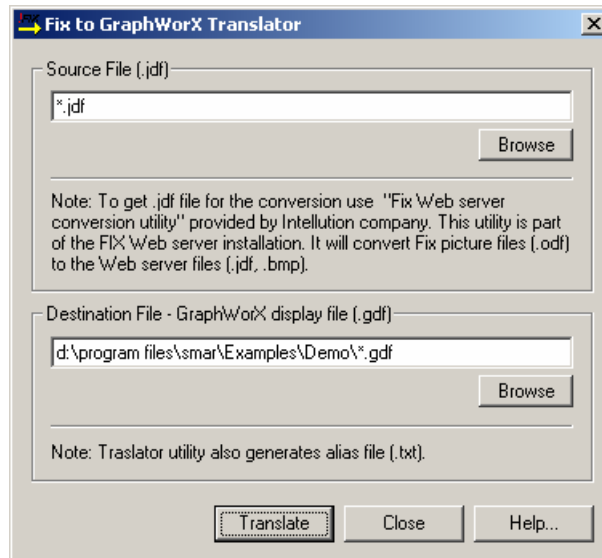 Fix to GraphWorX Translator
Source File (.jdf)
*.jdf
Browse
Note: To get .jdf file for the conversion use "Fix Web server
conversion utility" provided by Intellution company. This utility is part
of the FIX Web server installation. It will convert Fix picture files (.odf)
to the Web server files (.jdf, .bmp).
Destination File - GraphWorX display file (.gdf)
d:\program files\smar\Examples\Demo\*.gdf
Browse
Note: Traslator utility also generates alias file (.txt).
Translate Close Help...